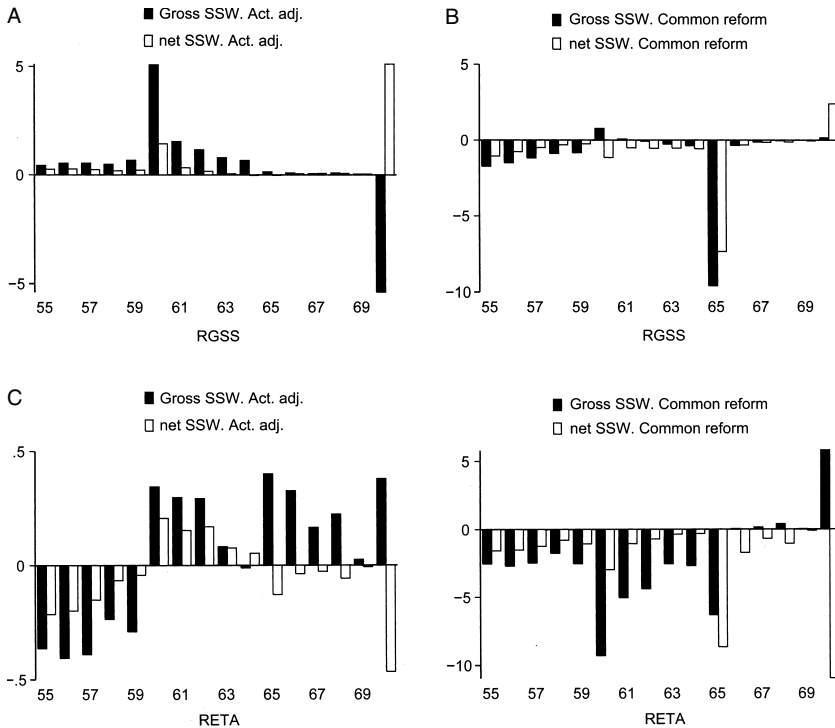 A
Gross SSW. Act. adj.
net SSW. Act. adj.
5
0
−5
55 57 59 61 63 65 67 69
RGSS
B
Gross SSW. Common reform
net SSW. Common reform
5
0
−5
−10
55 57 59 61 63 65 67 69
RGSS
C
Gross SSW. Act. adj.
net SSW. Act. adj.
.5
0
−.5
55 57 59 61 63 65 67 69
RETA
Gross SSW. Common reform
net SSW. Common reform
5
0
−5
−10
55 57 59 61 63 65 67 69
RETA